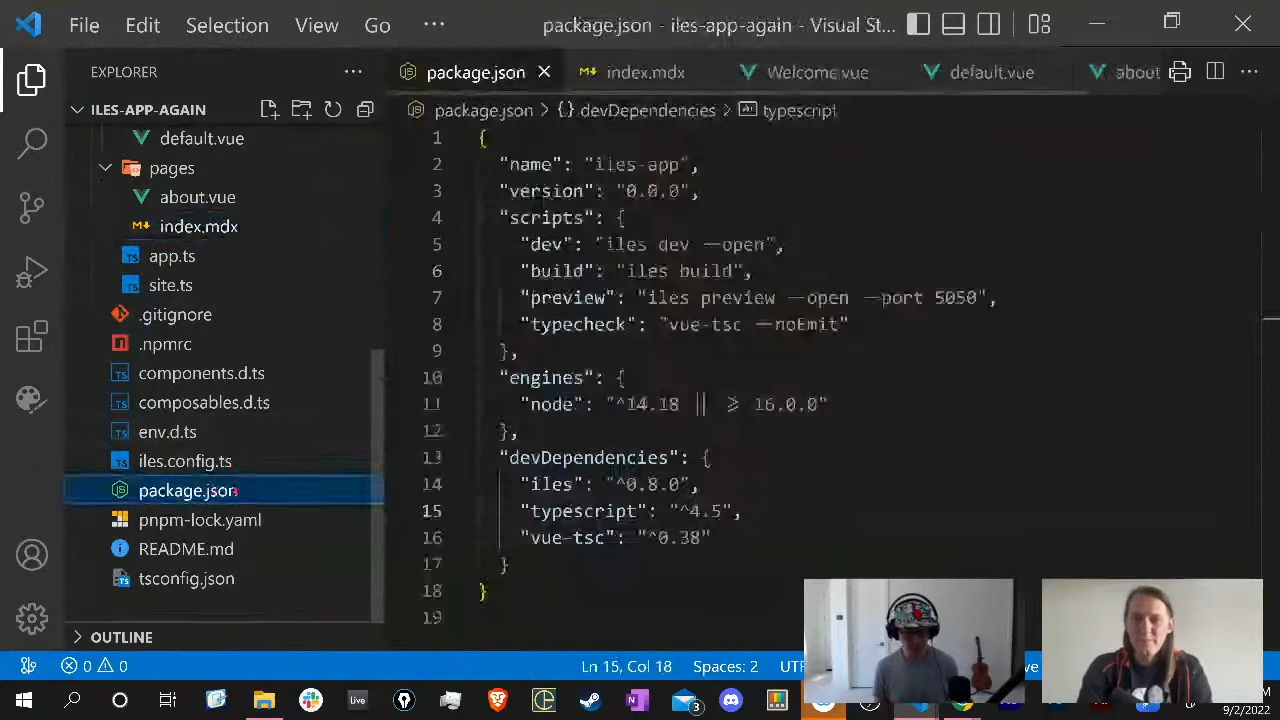 File Edit Selection View Go ··· package.json - iles-app-again - Visual St...
EXPLORER ···
package.json index.mdx Welcome.vue default.vue about ···
ILES-APP-AGAIN
package.json > {} devDependencies > typescript
default.vue
pages
about.vue
index.mdx
app.ts
site.ts
.gitignore
.npmrc
components.d.ts
composables.d.ts
env.d.ts
iles.config.ts
package.json
pnpm-lock.yaml
README.md
tsconfig.json
OUTLINE
1 {
2 "name": "iles-app",
3 "version": "0.0.0",
4 "scripts": {
5 "dev": "iles dev --open",
6 "build": "iles build",
7 "preview": "iles preview --open --port 5050",
8 "typecheck": "vue-tsc --noEmit"
9 },
10 "engines": {
11 "node": "^14.18 || >= 16.0.0"
12 },
13 "devDependencies": {
14 "iles": "^0.8.0",
15 "typescript": "^4.5",
16 "vue-tsc": "^0.38"
17 }
18 }
19
0 0 Ln 15, Col 18 Spaces: 2 UTF ve
Live 3
9/2/2022